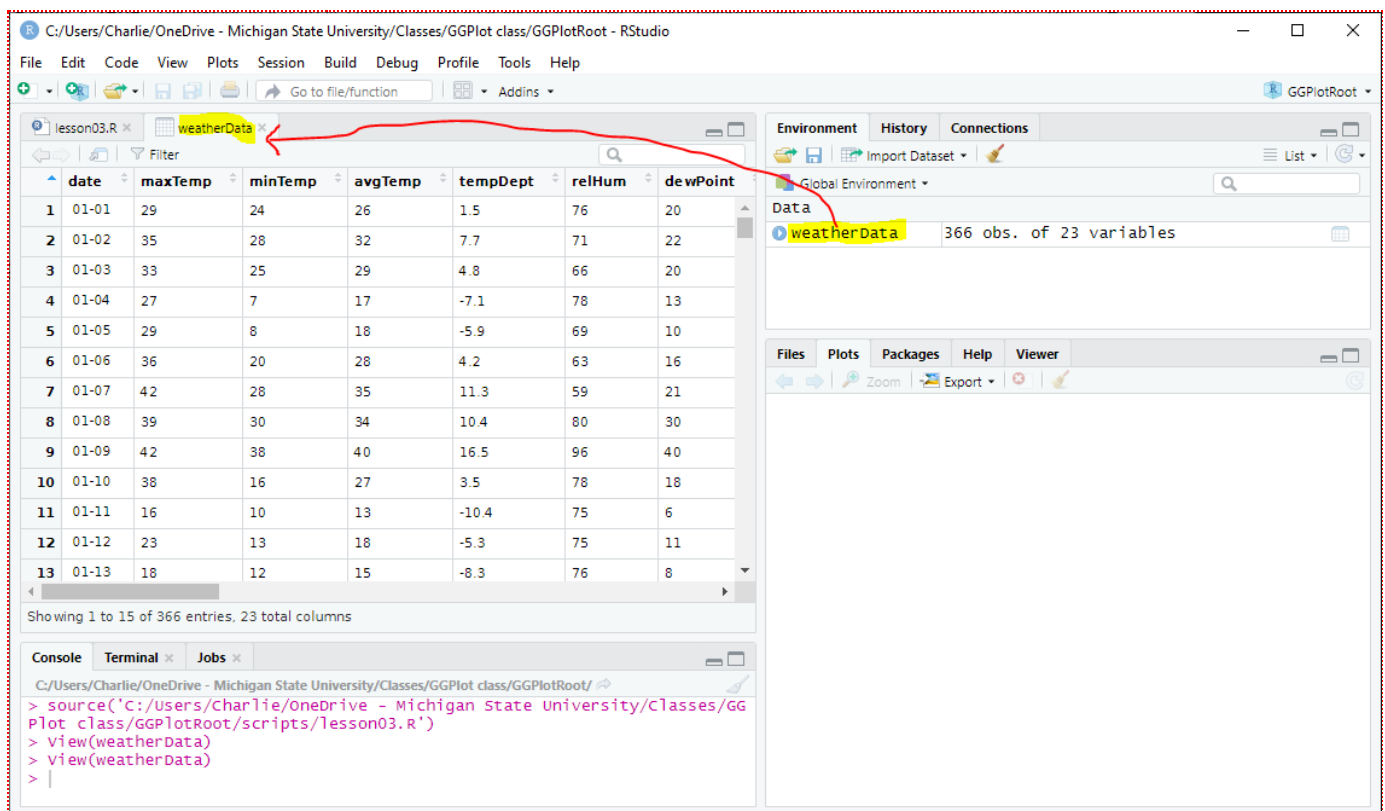 C:/Users/Charlie/OneDrive - Michigan State University/Classes/GGPlot class/GGPlotRoot - RStudio
File Edit Code View Plots Session Build Debug Profile Tools Help
Go to file/function Addins GGPlotRoot
lesson03.R weatherData
Filter
date maxTemp minTemp avgTemp tempDept relHum dewPoint
1 01-01 29 24 26 1.5 76 20
2 01-02 35 28 32 7.7 71 22
3 01-03 33 25 29 4.8 66 20
4 01-04 27 7 17 -7.1 78 13
5 01-05 29 8 18 -5.9 69 10
6 01-06 36 20 28 4.2 63 16
7 01-07 42 28 35 11.3 59 21
8 01-08 39 30 34 10.4 80 30
9 01-09 42 38 40 16.5 96 40
10 01-10 38 16 27 3.5 78 18
11 01-11 16 10 13 -10.4 75 6
12 01-12 23 13 18 -5.3 75 11
13 01-13 18 12 15 -8.3 76 8
Showing 1 to 15 of 366 entries, 23 total columns
Console Terminal Jobs
C:/Users/Charlie/OneDrive - Michigan State University/Classes/GGPlot class/GGPlotRoot/
> source('C:/Users/Charlie/OneDrive - Michigan State University/Classes/GG
Plot class/GGPlotRoot/scripts/lesson03.R')
> View(weatherData)
> View(weatherData)
>
Environment History Connections
Import Dataset List
Global Environment
Data
weatherData 366 obs. of 23 variables
Files Plots Packages Help Viewer
Zoom Export